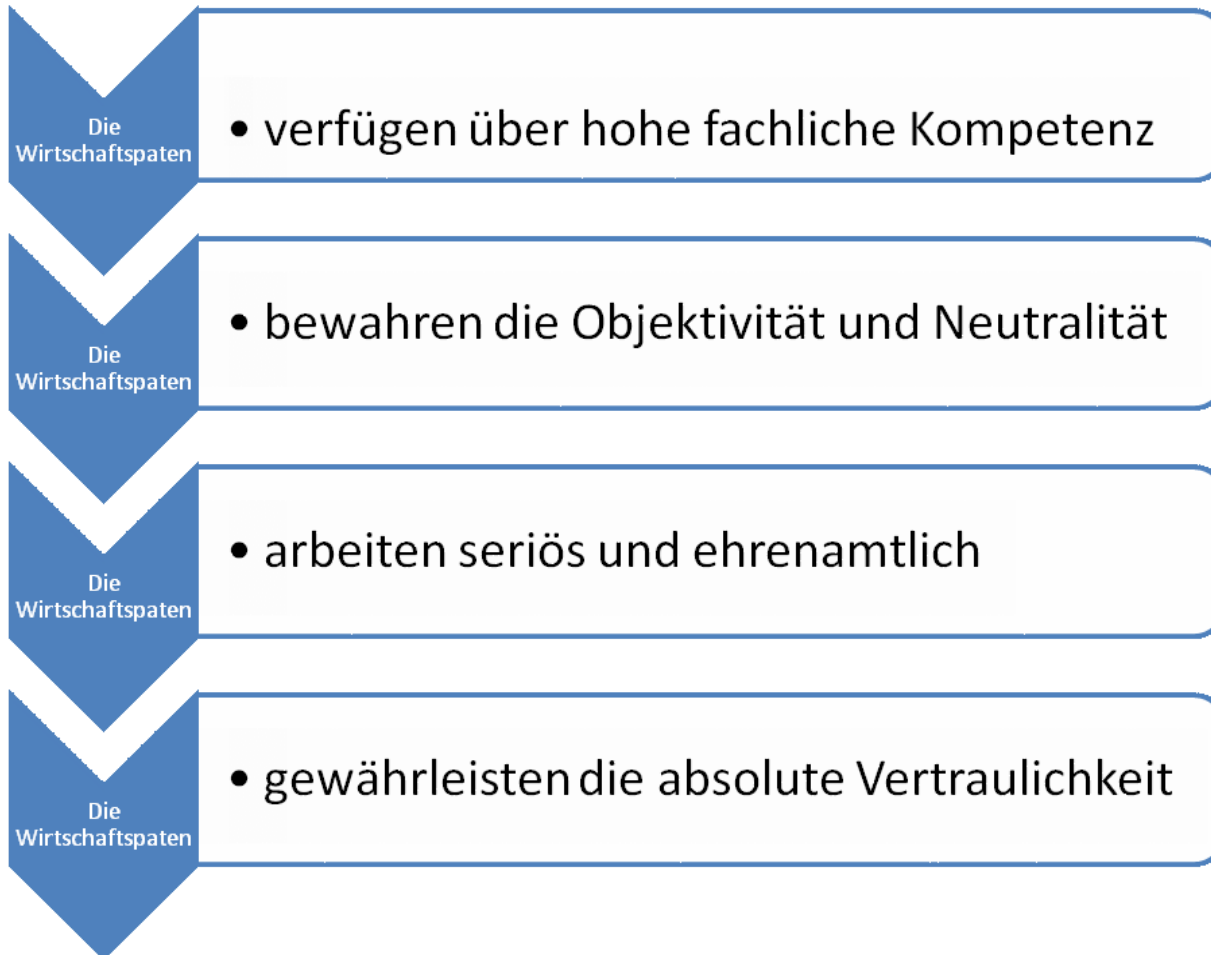 Die
Wirtschaftspaten
• verfügen über hohe fachliche Kompetenz
Die
Wirtschaftspaten
• bewahren die Objektivität und Neutralität
Die
Wirtschaftspaten
• arbeiten seriös und ehrenamtlich
Die
Wirtschaftspaten
• gewährleisten die absolute Vertraulichkeit